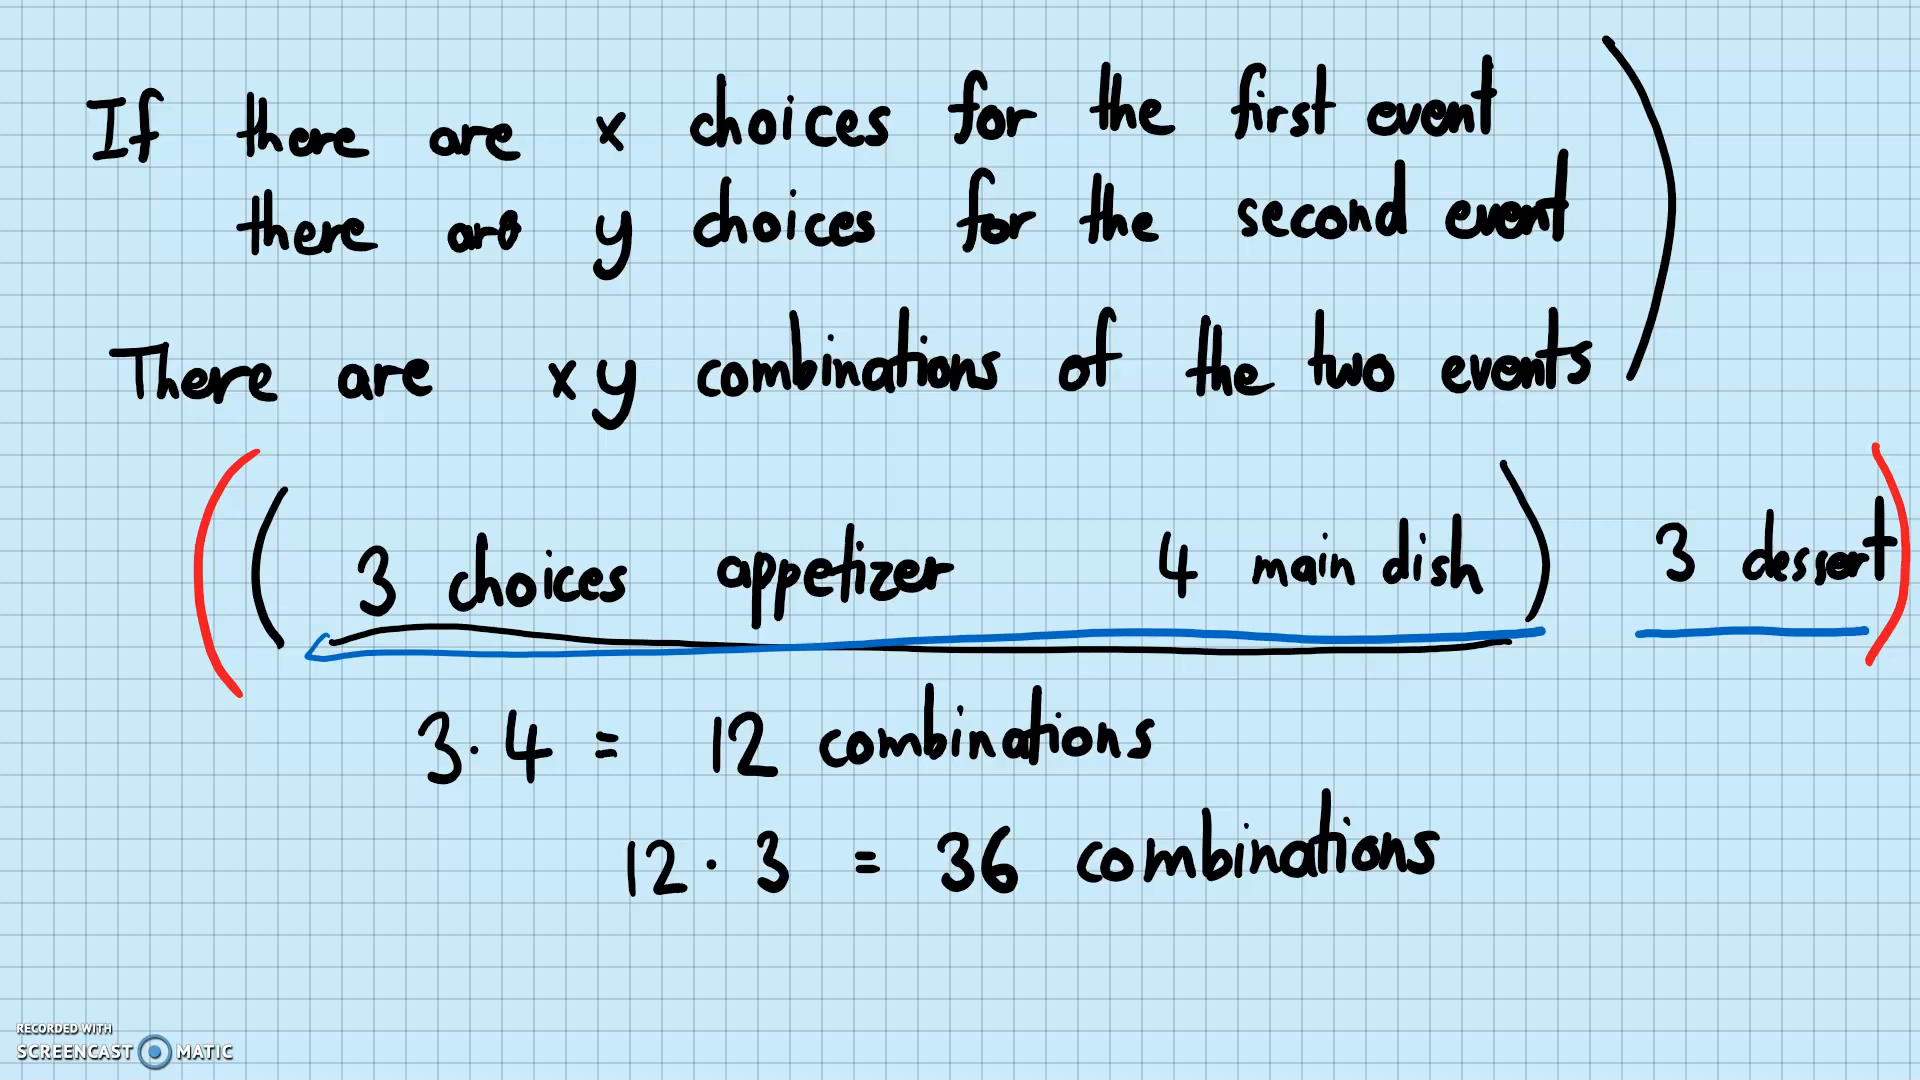 If there are x choices for the first event
there are y choices for the second event
There are xy combinations of the two events
3 choices appetizer 4 main dish) 3 dessert)
3·4 = 12 combinations
12·3 = 36 combinations
RECORDED WITH
SCREENCAST MATIC